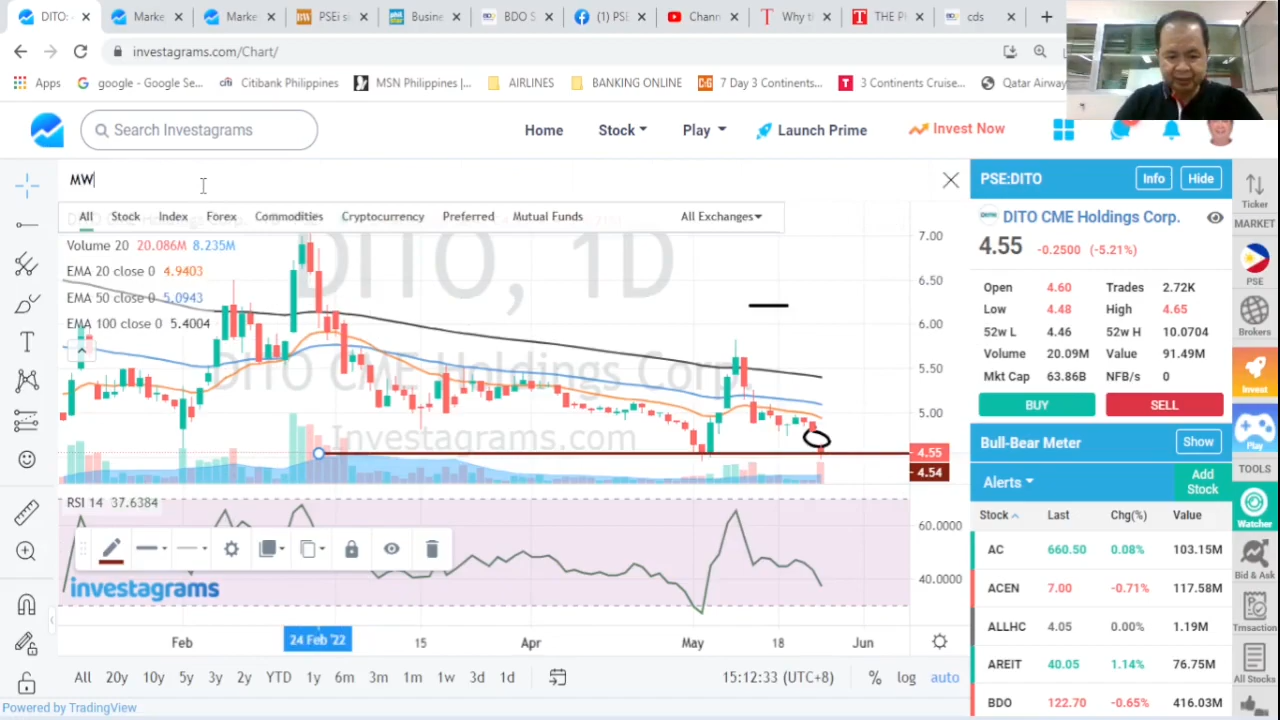 DITO:
Marke
Marke
PSEi s
Busine
BDO S
(1) PSE
Chann
Why ti
THE P
cds
investagrams.com/Chart/
Apps
google - Google Se...
Citibank Philippines
MSN Philippines |...
AIRLINES
BANKING ONLINE
7 Day 3 Continents...
3 Continents Cruise...
Qatar Airway
Search Investagrams
Home
Stock
Play
Launch Prime
Invest Now
MW
All Stock Index Forex Commodities Cryptocurrency Preferred Mutual Funds All Exchanges
DITO, 1D
DITO CME Holdings Corp.
Investagrams.com
Volume 20 20.086M 8.235M
EMA 20 close 0 4.9403
EMA 50 close 0 5.0943
EMA 100 close 0 5.4004
7.00
6.50
6.00
5.50
5.00
4.55
4.54
RSI 14 37.6384
60.0000
40.0000
investagrams
Feb
24 Feb '22
15
Apr
May
18
Jun
All 20y 10y 5y 3y 2y YTD 1y 6m 3m 1m 1w 3d 1d
15:12:33 (UTC+8)
% log auto
Powered by TradingView
PSE:DITO
Info
Hide
DITO CME Holdings Corp.
4.55 -0.2500 (-5.21%)
Open 4.60 Trades 2.72K
Low 4.48 High 4.65
52w L 4.46 52w H 10.0704
Volume 20.09M Value 91.49M
Mkt Cap 63.86B NFB/s 0
BUY
SELL
Bull-Bear Meter
Show
Alerts
Add Stock
Stock Last Chg(%) Value
AC 660.50 0.08% 103.15M
ACEN 7.00 -0.71% 117.58M
ALLHC 4.05 0.00% 1.19M
AREIT 40.05 1.14% 76.75M
BDO 122.70 -0.65% 416.03M
Ticker
MARKET
PSE
Brokers
Invest
Play
TOOLS
Watcher
Bid & Ask
Trnsaction
All Stocks